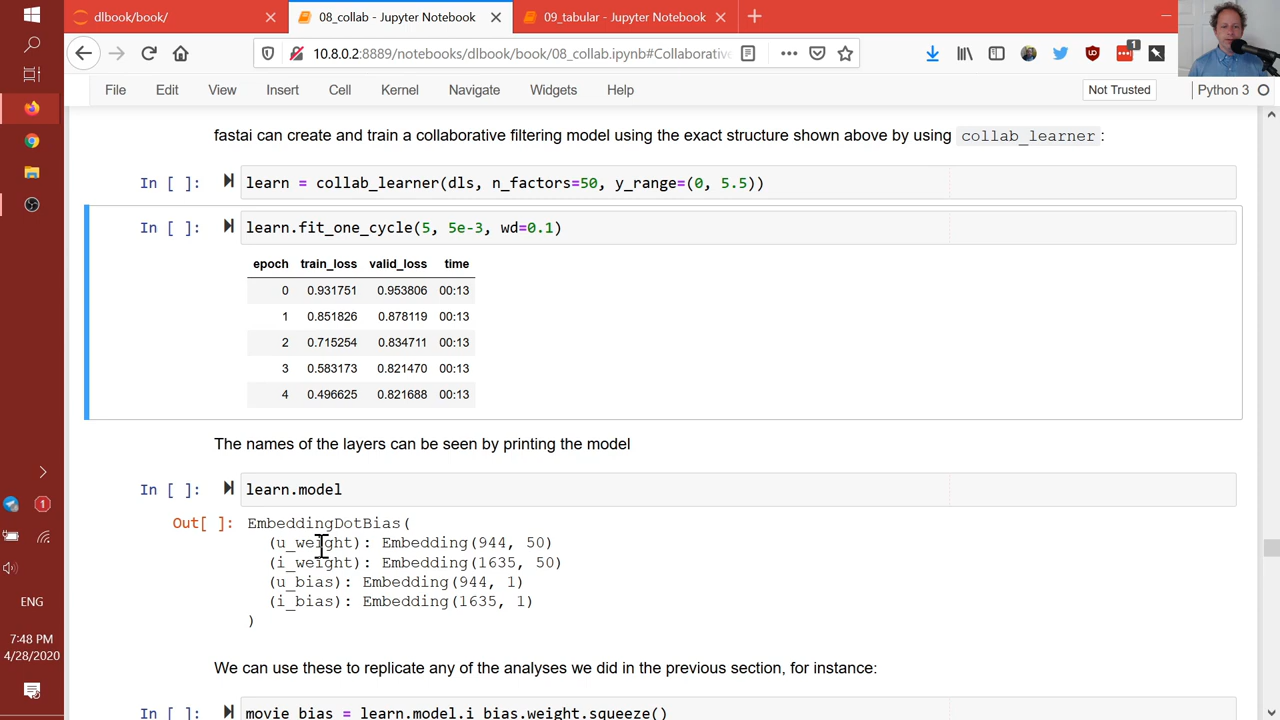 dlbook/book/
08_collab - Jupyter Notebook
09_tabular - Jupyter Notebook
10.8.0.2:8889/notebooks/dlbook/book/08_collab.ipynb#Collaborative
1
File Edit View Insert Cell Kernel Navigate Widgets Help
Not Trusted
Python 3
fastai can create and train a collaborative filtering model using the exact structure shown above by using collab_learner:
In [ ]: learn = collab_learner(dls, n_factors=50, y_range=(0, 5.5))
In [ ]: learn.fit_one_cycle(5, 5e-3, wd=0.1)
epoch train_loss valid_loss time
0 0.931751 0.953806 00:13
1 0.851826 0.878119 00:13
2 0.715254 0.834711 00:13
3 0.583173 0.821470 00:13
4 0.496625 0.821688 00:13
The names of the layers can be seen by printing the model
In [ ]: learn.model
Out[ ]: EmbeddingDotBias(
(u_weight): Embedding(944, 50)
(i_weight): Embedding(1635, 50)
(u_bias): Embedding(944, 1)
(i_bias): Embedding(1635, 1)
)
We can use these to replicate any of the analyses we did in the previous section, for instance:
In [ ]: movie_bias = learn.model.i_bias.weight.squeeze()
1
ENG
7:48 PM
4/28/2020